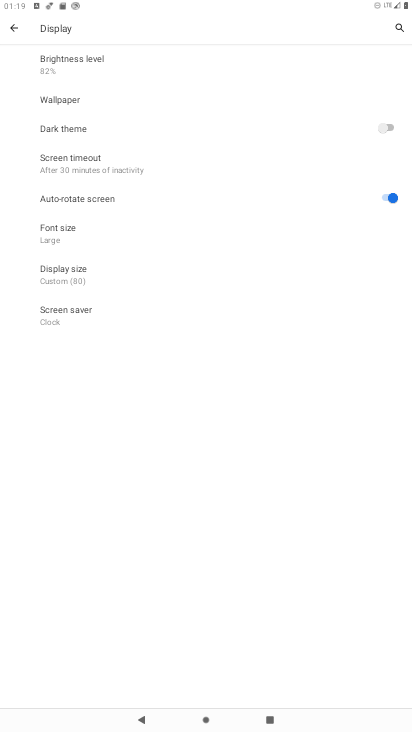 01:19
LTE
Display
Brightness level
82%
Wallpaper
Dark theme
Screen timeout
After 30 minutes of inactivity
Auto-rotate screen
Font size
Large
Display size
Custom (80)
Screen saver
Clock